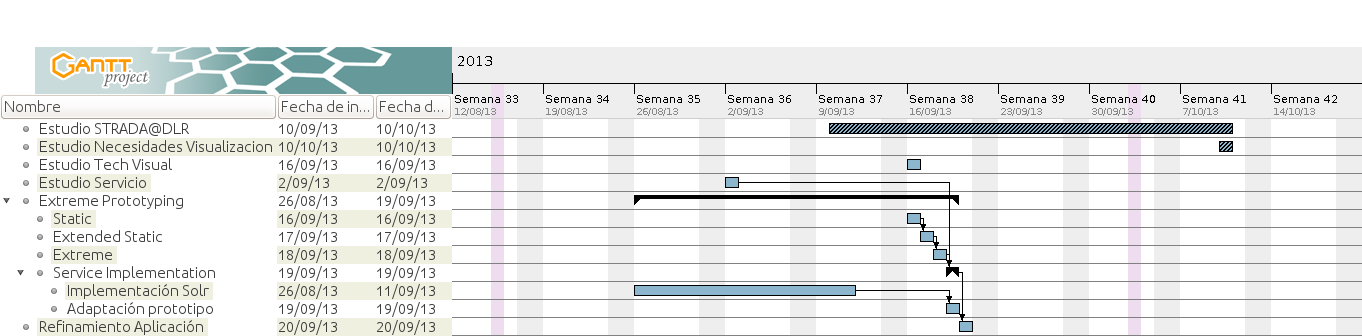 GANTT
project
2013
Nombre Fecha de in... Fecha d...
Semana 33 Semana 34 Semana 35 Semana 36 Semana 37 Semana 38 Semana 39 Semana 40 Semana 41 Semana 42
12/08/13 19/08/13 26/08/13 2/09/13 9/09/13 16/09/13 23/09/13 30/09/13 7/10/13 14/10/13
Estudio STRADA@DLR 10/09/13 10/10/13
Estudio Necesidades Visualizacion 10/10/13 10/10/13
Estudio Tech Visual 16/09/13 16/09/13
Estudio Servicio 2/09/13 2/09/13
Extreme Prototyping 26/08/13 19/09/13
Static 16/09/13 16/09/13
Extended Static 17/09/13 17/09/13
Extreme 18/09/13 18/09/13
Service Implementation 19/09/13 19/09/13
Implementación Solr 26/08/13 11/09/13
Adaptación prototipo 19/09/13 19/09/13
Refinamiento Aplicación 20/09/13 20/09/13